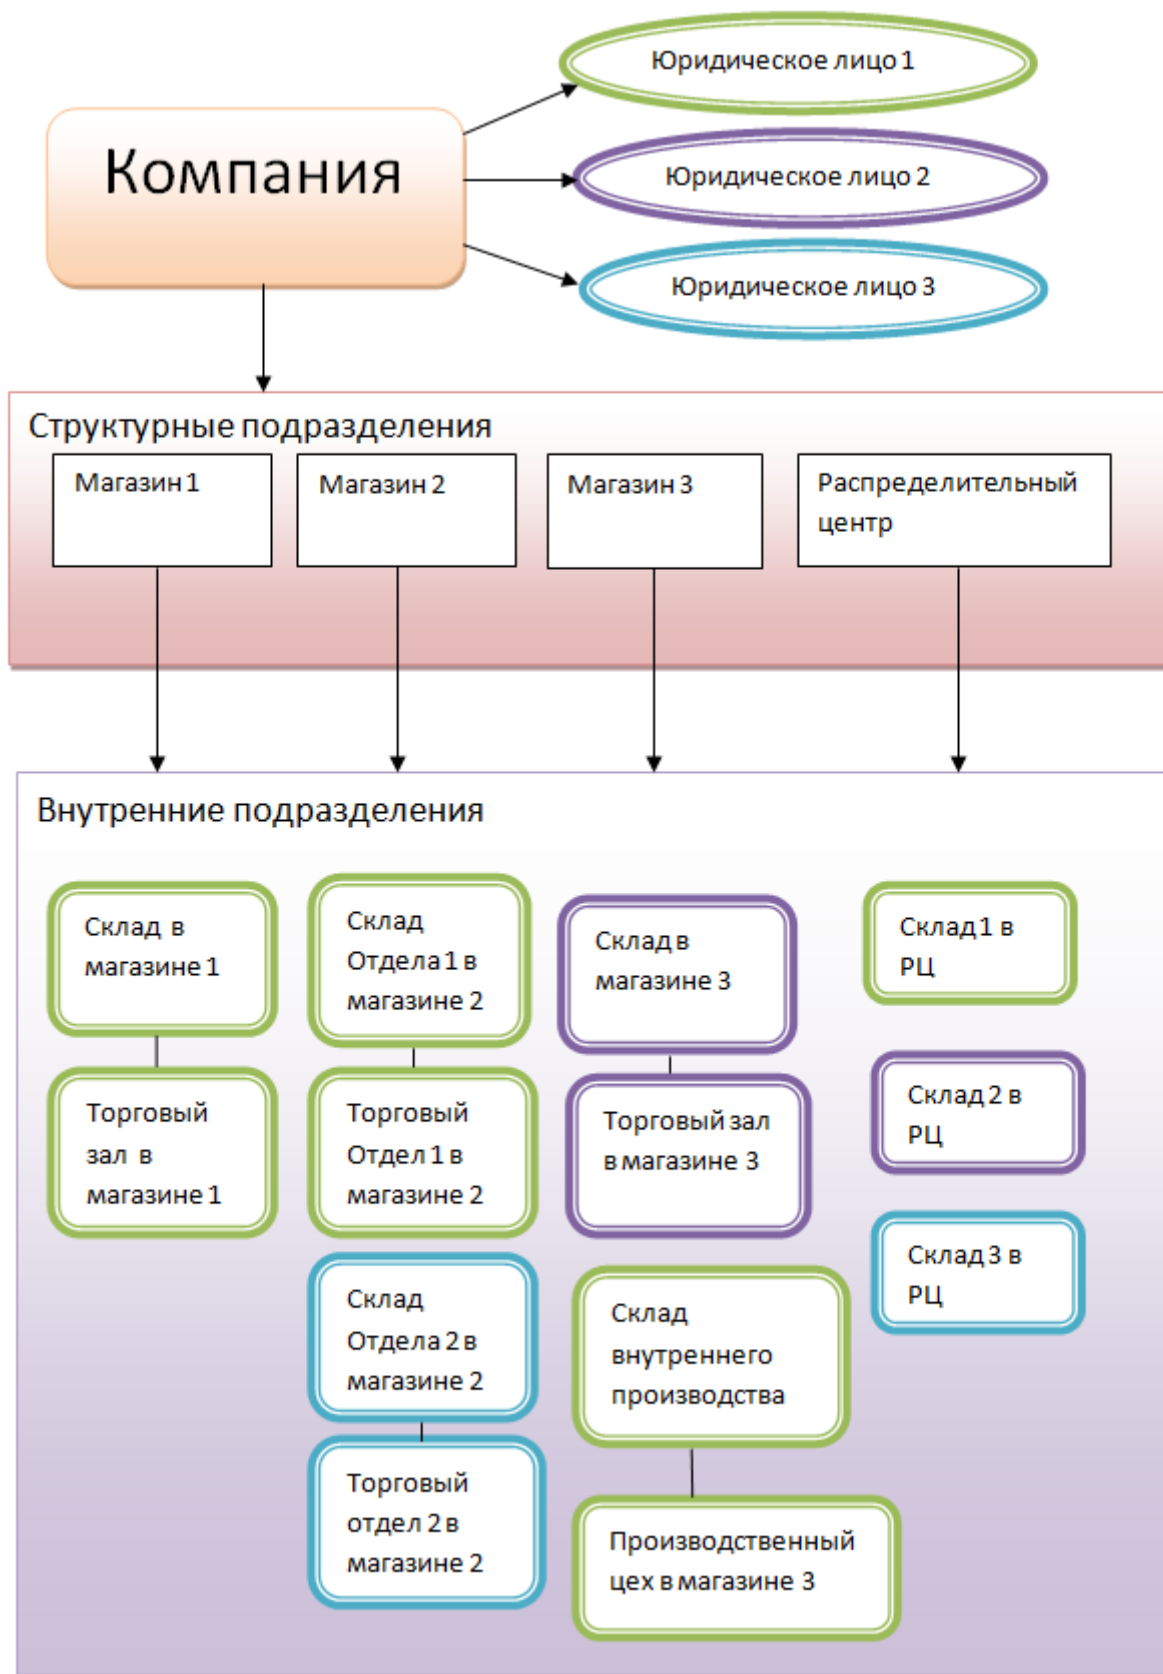 Юридическое лицо 1
Компания
Юридическое лицо 2
Юридическое лицо 3
Структурные подразделения
Магазин 1
Магазин 2
Магазин 3
Распределительный
центр
Внутренние подразделения
Склад в
магазине 1
Торговый
зал в
магазине 1
Склад
Отдела 1 в
магазине 2
Торговый
Отдел 1 в
магазине 2
Склад
Отдела 2 в
магазине 2
Торговый
отдел 2 в
магазине 2
Склад в
магазине 3
Торговый зал
в магазине 3
Склад
внутреннего
производства
Производственный
цех в магазине 3
Склад 1 в
РЦ
Склад 2 в
РЦ
Склад 3 в
РЦ